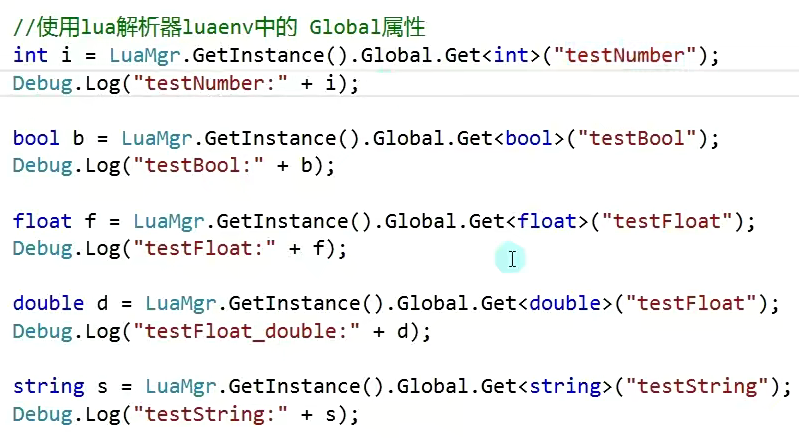 //使用lua解析器luaenv中的 Global属性
int i = LuaMgr.GetInstance().Global.Get<int>("testNumber");
Debug.Log("testNumber:" + i);
bool b = LuaMgr.GetInstance().Global.Get<bool>("testBool");
Debug.Log("testBool:" + b);
float f = LuaMgr.GetInstance().Global.Get<float>("testFloat");
Debug.Log("testFloat:" + f);
double d = LuaMgr.GetInstance().Global.Get<double>("testFloat");
Debug.Log("testFloat_double:" + d);
string s = LuaMgr.GetInstance().Global.Get<string>("testString");
Debug.Log("testString:" + s);